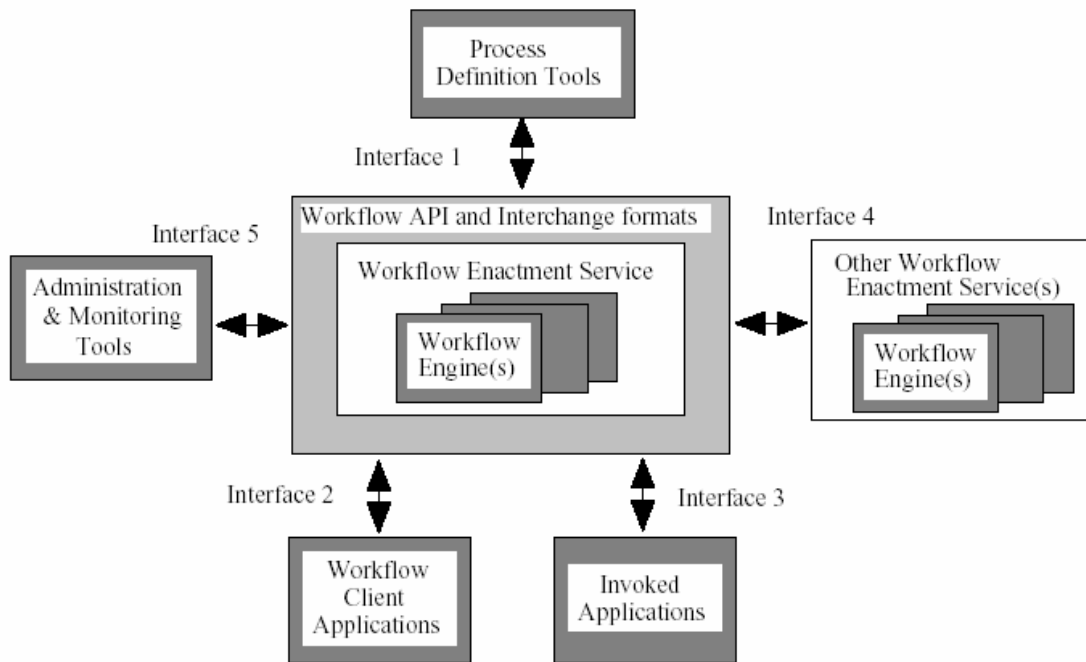 Process
Definition Tools
Interface 1
Workflow API and Interchange formats
Interface 4
Interface 5
Workflow Enactment Service
Other Workflow
Enactment Service(s)
Administration
& Monitoring
Tools
Workflow
Engine(s)
Workflow
Engine(s)
Interface 2
Interface 3
Workflow
Client
Applications
Invoked
Applications